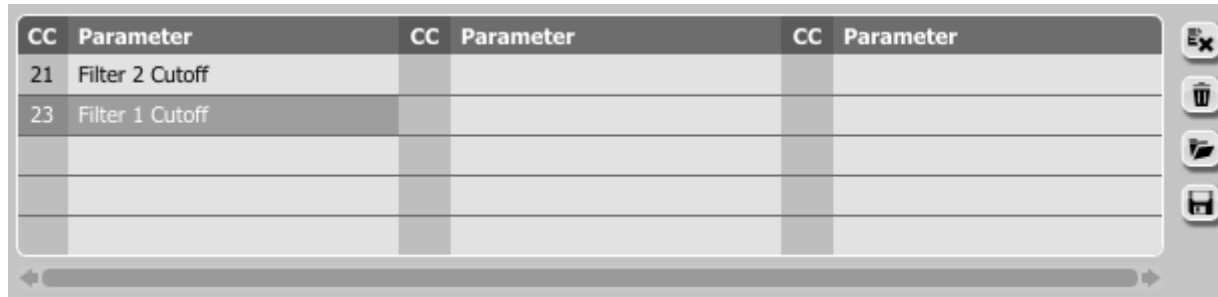 CC Parameter CC Parameter CC Parameter
21 Filter 2 Cutoff
23 Filter 1 Cutoff